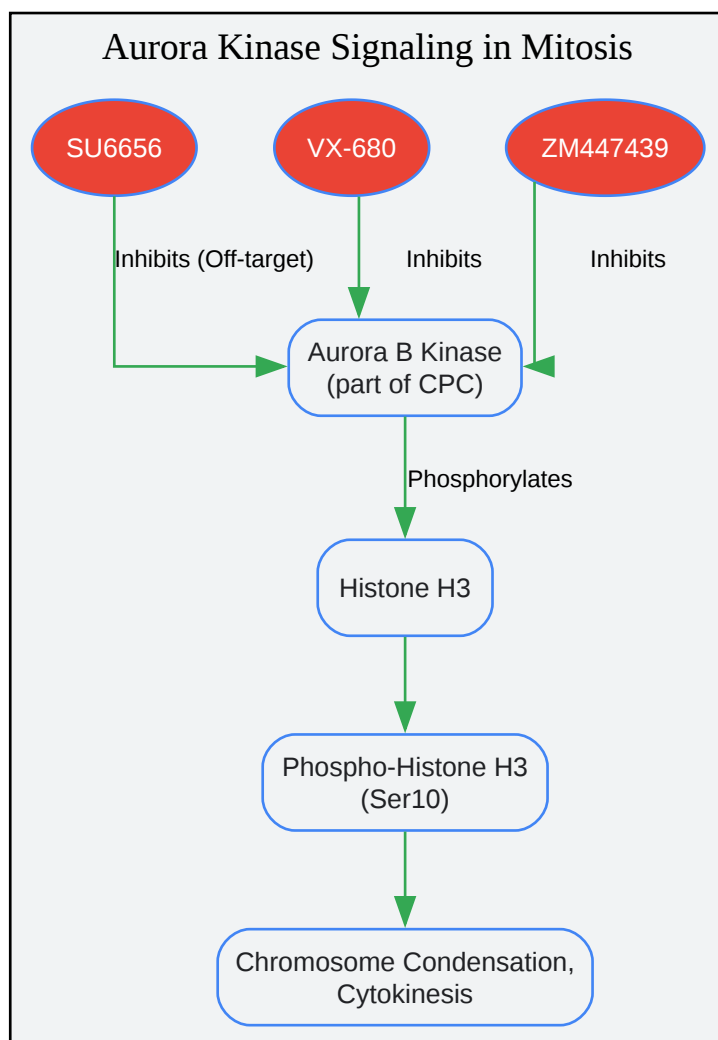 Aurora Kinase Signaling in Mitosis
SU6656
VX-680
ZM447439
Inhibits (Off-target)
Inhibits
Inhibits
Aurora B Kinase
(part of CPC)
Phosphorylates
Histone H3
Phospho-Histone H3
(Ser10)
Chromosome Condensation,
Cytokinesis